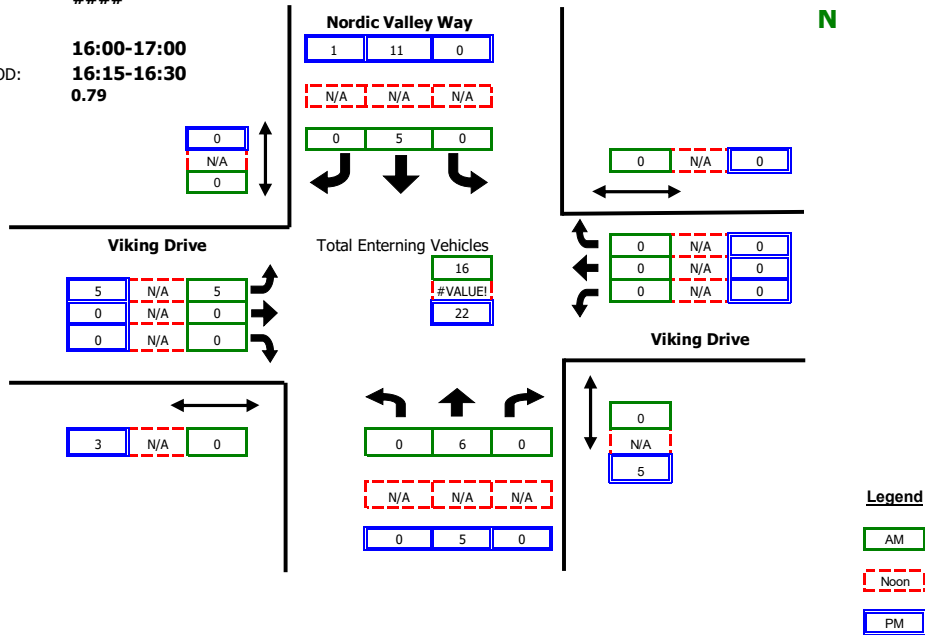 ####
Nordic Valley Way
N
1 11 0
16:00-17:00
OD: 16:15-16:30
0.79
N/A N/A N/A
0
N/A
0
0 5 0
0 N/A 0
Viking Drive
Total Enterning Vehicles
16
#VALUE!
22
0 N/A 0
0 N/A 0
0 N/A 0
5 N/A 5
0 N/A 0
0 N/A 0
Viking Drive
3 N/A 0
0 6 0
N/A N/A N/A
0 5 0
0
N/A
5
Legend
AM
Noon
PM